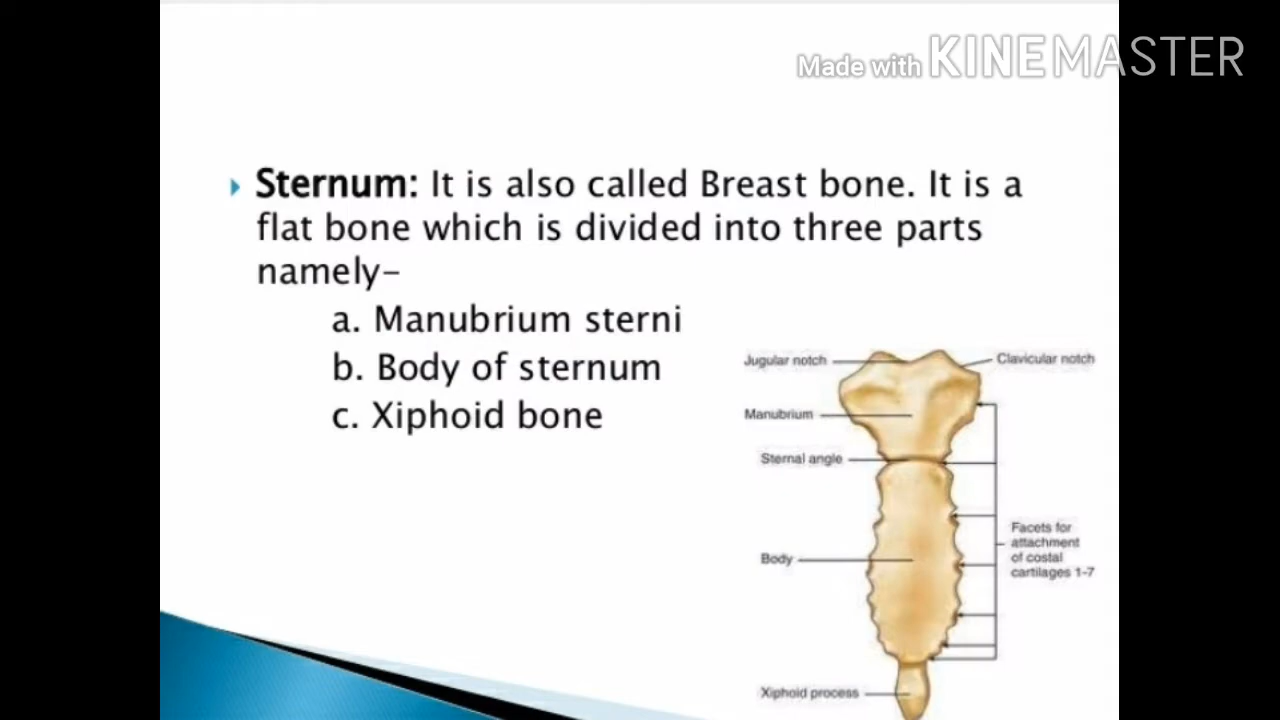 Made with KINEMASTER
Sternum: It is also called Breast bone. It is a
flat bone which is divided into three parts
namely-
a. Manubrium sterni
b. Body of sternum
c. Xiphoid bone
Jugular notch
Clavicular notch
Manubrium
Sternal angle
Body
Facets for
attachment
of costal
cartilages 1-7
Xiphoid process